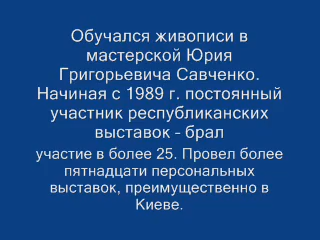 Обучался живописи в
мастерской Юрия
Григорьевича Савченко.
Начиная с 1989 г. постоянный
участник республиканских
выставок - брал
участие в более 25. Провел более
пятнадцати персональных
выставок, преимущественно в
Киеве.